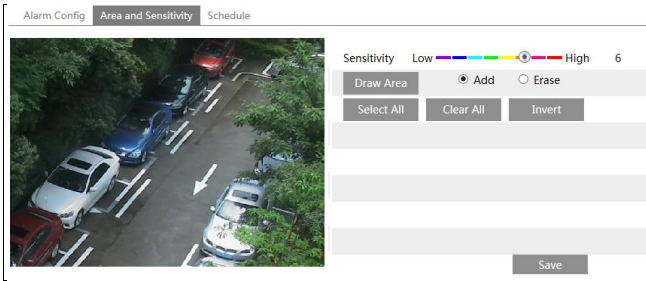 Alarm Config Area and Sensitivity Schedule
Sensitivity Low High 6
Draw Area Add Erase
Select All Clear All Invert
Save